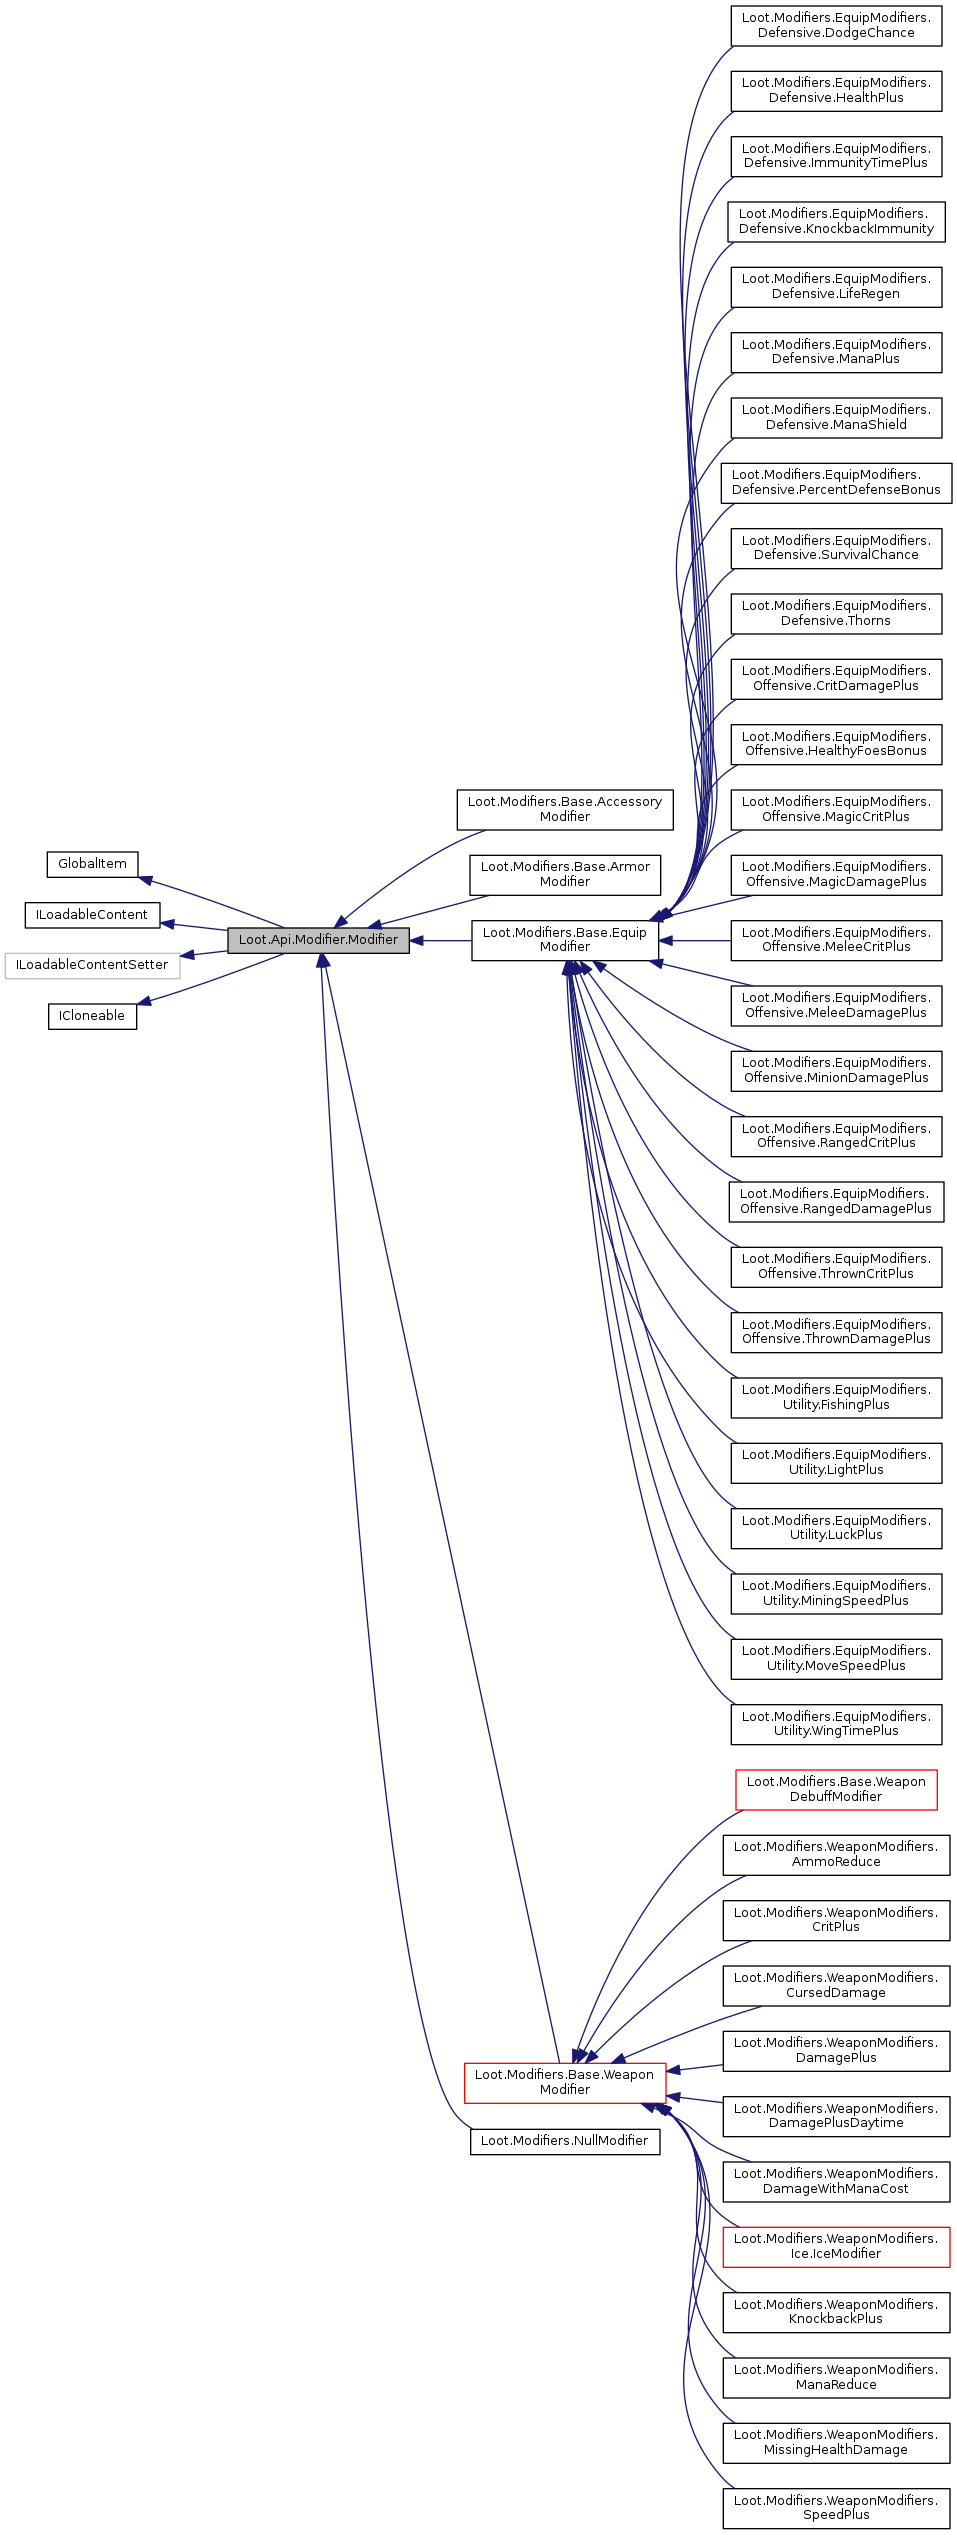 GlobalItem
ILoadableContent
ILoadableContentSetter
ICloneable
Loot.Api.Modifier.Modifier
Loot.Modifiers.Base.Accessory
Modifier
Loot.Modifiers.Base.Armor
Modifier
Loot.Modifiers.Base.Equip
Modifier
Loot.Modifiers.Base.Weapon
Modifier
Loot.Modifiers.NullModifier
Loot.Modifiers.EquipModifiers.
Defensive.DodgeChance
Loot.Modifiers.EquipModifiers.
Defensive.HealthPlus
Loot.Modifiers.EquipModifiers.
Defensive.ImmunityTimePlus
Loot.Modifiers.EquipModifiers.
Defensive.KnockbackImmunity
Loot.Modifiers.EquipModifiers.
Defensive.LifeRegen
Loot.Modifiers.EquipModifiers.
Defensive.ManaPlus
Loot.Modifiers.EquipModifiers.
Defensive.ManaShield
Loot.Modifiers.EquipModifiers.
Defensive.PercentDefenseBonus
Loot.Modifiers.EquipModifiers.
Defensive.SurvivalChance
Loot.Modifiers.EquipModifiers.
Defensive.Thorns
Loot.Modifiers.EquipModifiers.
Offensive.CritDamagePlus
Loot.Modifiers.EquipModifiers.
Offensive.HealthyFoesBonus
Loot.Modifiers.EquipModifiers.
Offensive.MagicCritPlus
Loot.Modifiers.EquipModifiers.
Offensive.MagicDamagePlus
Loot.Modifiers.EquipModifiers.
Offensive.MeleeCritPlus
Loot.Modifiers.EquipModifiers.
Offensive.MeleeDamagePlus
Loot.Modifiers.EquipModifiers.
Offensive.MinionDamagePlus
Loot.Modifiers.EquipModifiers.
Offensive.RangedCritPlus
Loot.Modifiers.EquipModifiers.
Offensive.RangedDamagePlus
Loot.Modifiers.EquipModifiers.
Offensive.ThrownCritPlus
Loot.Modifiers.EquipModifiers.
Offensive.ThrownDamagePlus
Loot.Modifiers.EquipModifiers.
Utility.FishingPlus
Loot.Modifiers.EquipModifiers.
Utility.LightPlus
Loot.Modifiers.EquipModifiers.
Utility.LuckPlus
Loot.Modifiers.EquipModifiers.
Utility.MiningSpeedPlus
Loot.Modifiers.EquipModifiers.
Utility.MoveSpeedPlus
Loot.Modifiers.EquipModifiers.
Utility.WingTimePlus
Loot.Modifiers.Base.Weapon
DebuffModifier
Loot.Modifiers.WeaponModifiers.
AmmoReduce
Loot.Modifiers.WeaponModifiers.
CritPlus
Loot.Modifiers.WeaponModifiers.
CursedDamage
Loot.Modifiers.WeaponModifiers.
DamagePlus
Loot.Modifiers.WeaponModifiers.
DamagePlusDaytime
Loot.Modifiers.WeaponModifiers.
DamageWithManaCost
Loot.Modifiers.WeaponModifiers.
Ice.IceModifier
Loot.Modifiers.WeaponModifiers.
KnockbackPlus
Loot.Modifiers.WeaponModifiers.
ManaReduce
Loot.Modifiers.WeaponModifiers.
MissingHealthDamage
Loot.Modifiers.WeaponModifiers.
SpeedPlus